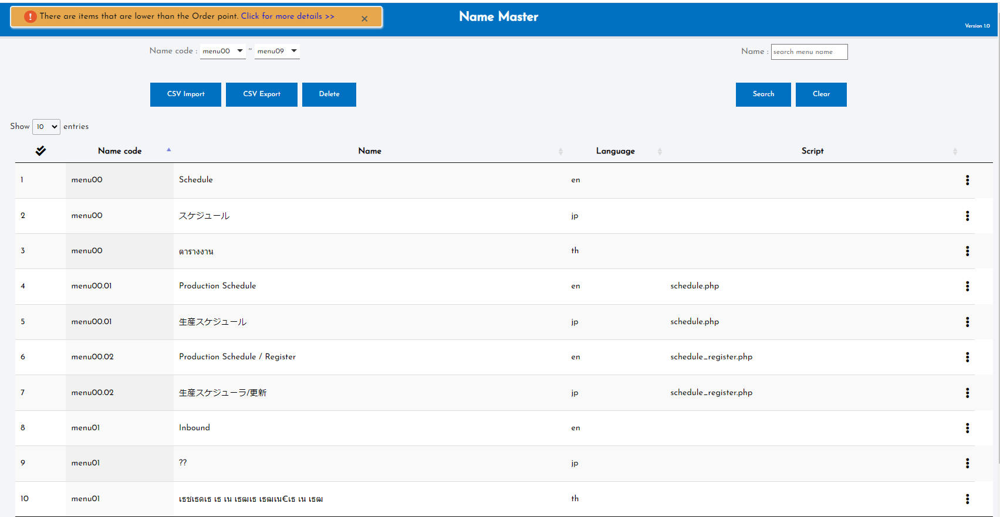 There are items that are lower than the Order point. Click for more details >>
Name Master
Version 1.0
Name code : menu00 ~ menu09
Name : search menu name
CSV Import CSV Export Delete
Search Clear
Show 10 entries
Name code Name Language Script
1 menu00 Schedule en
2 menu00 スケジュール jp
3 menu00 ตารางงาน th
4 menu00.01 Production Schedule en schedule.php
5 menu00.01 生産スケジュール jp schedule.php
6 menu00.02 Production Schedule / Register en schedule_register.php
7 menu00.02 生産スケジューラ/更新 jp schedule_register.php
8 menu01 Inbound en
9 menu01 ?? jp
10 menu01 เธชเธดเธ เธ เน เธฒเธ เธฒเน€เธ เน เธฒ th